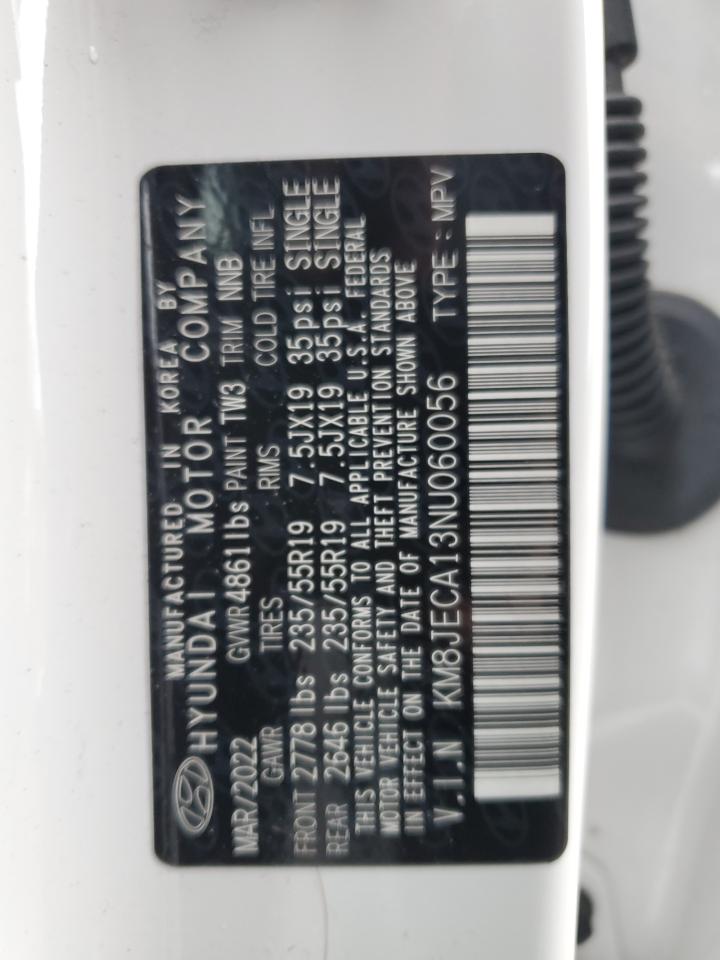 MANUFACTURED IN KOREA BY
HYUNDAI MOTOR COMPANY
MAR/2022 GVWR 4861lbs PAINT TW3 TRIM NNB
GAWR TIRES RIMS COLD TIRE INFL
FRONT 2778lbs 235/55R19 7.5JX19 35psi SINGLE
REAR 2646lbs 235/55R19 7.5JX19 35psi SINGLE
THIS VEHICLE CONFORMS TO ALL APPLICABLE U.S.A. FEDERAL
MOTOR VEHICLE SAFETY AND THEFT PREVENTION STANDARDS
IN EFFECT ON THE DATE OF MANUFACTURE SHOWN ABOVE
V.I.N KM8JECA13NU060056 TYPE : MPV